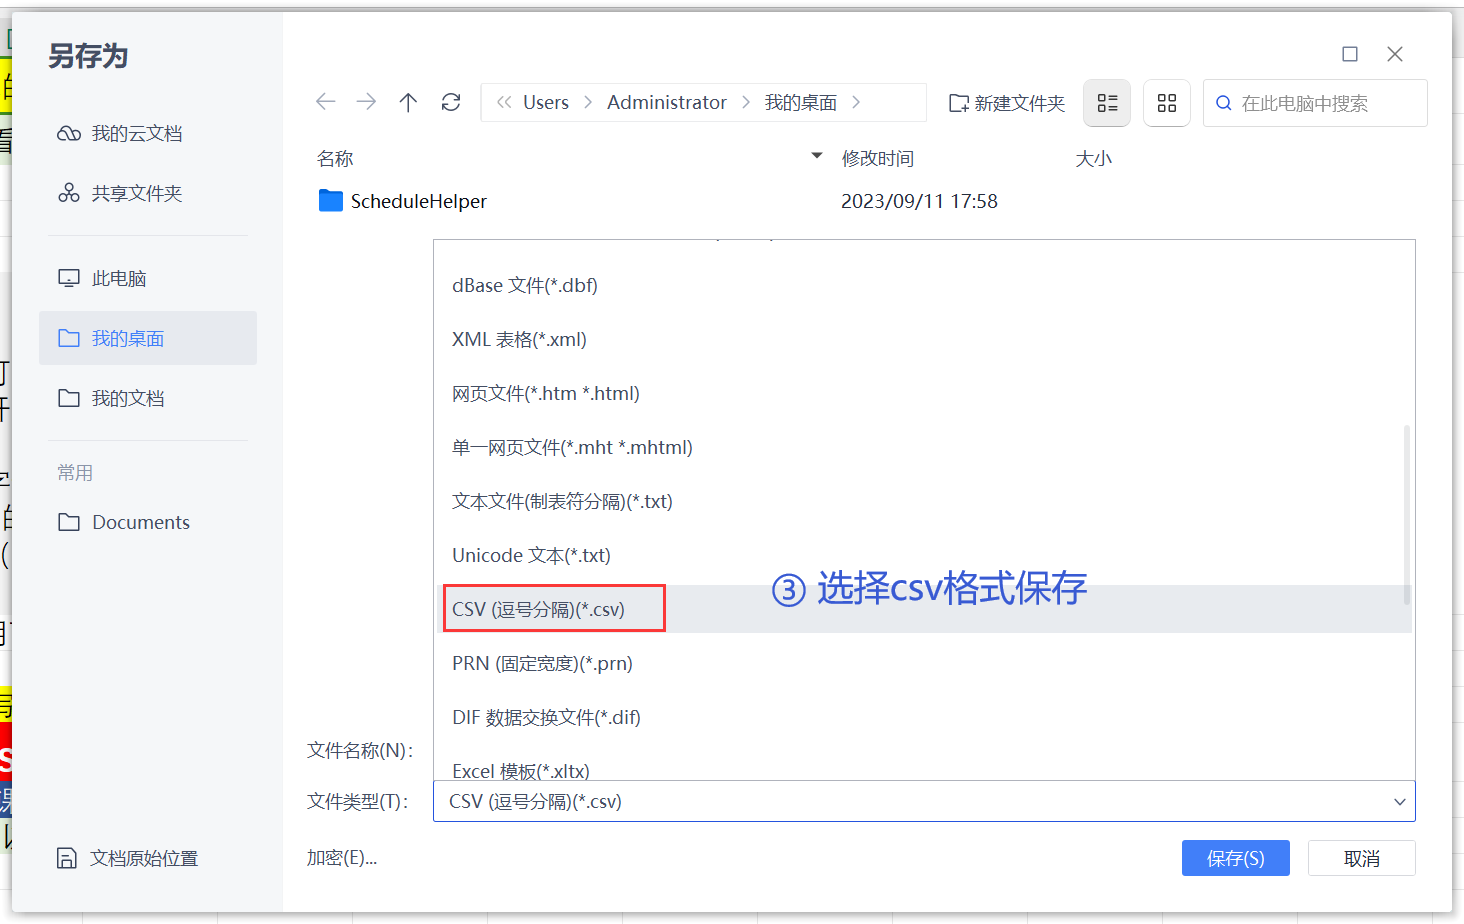 另存为
我的云文档
共享文件夹
此电脑
我的桌面
我的文档
常用
Documents
文档原始位置
Users
Administrator
我的桌面
新建文件夹
在此电脑中搜索
名称
修改时间
大小
ScheduleHelper
2023/09/11 17:58
dBase 文件(*.dbf)
XML 表格(*.xml)
网页文件(*.htm *.html)
单一网页文件(*.mht *.mhtml)
文本文件(制表符分隔)(*.txt)
Unicode 文本(*.txt)
CSV (逗号分隔)(*.csv)
③ 选择csv格式保存
PRN (固定宽度)(*.prn)
DIF 数据交换文件(*.dif)
Excel 模板(*.xltx)
文件名称(N)：
文件类型(T)：
CSV (逗号分隔)(*.csv)
加密(E)...
保存(S)
取消